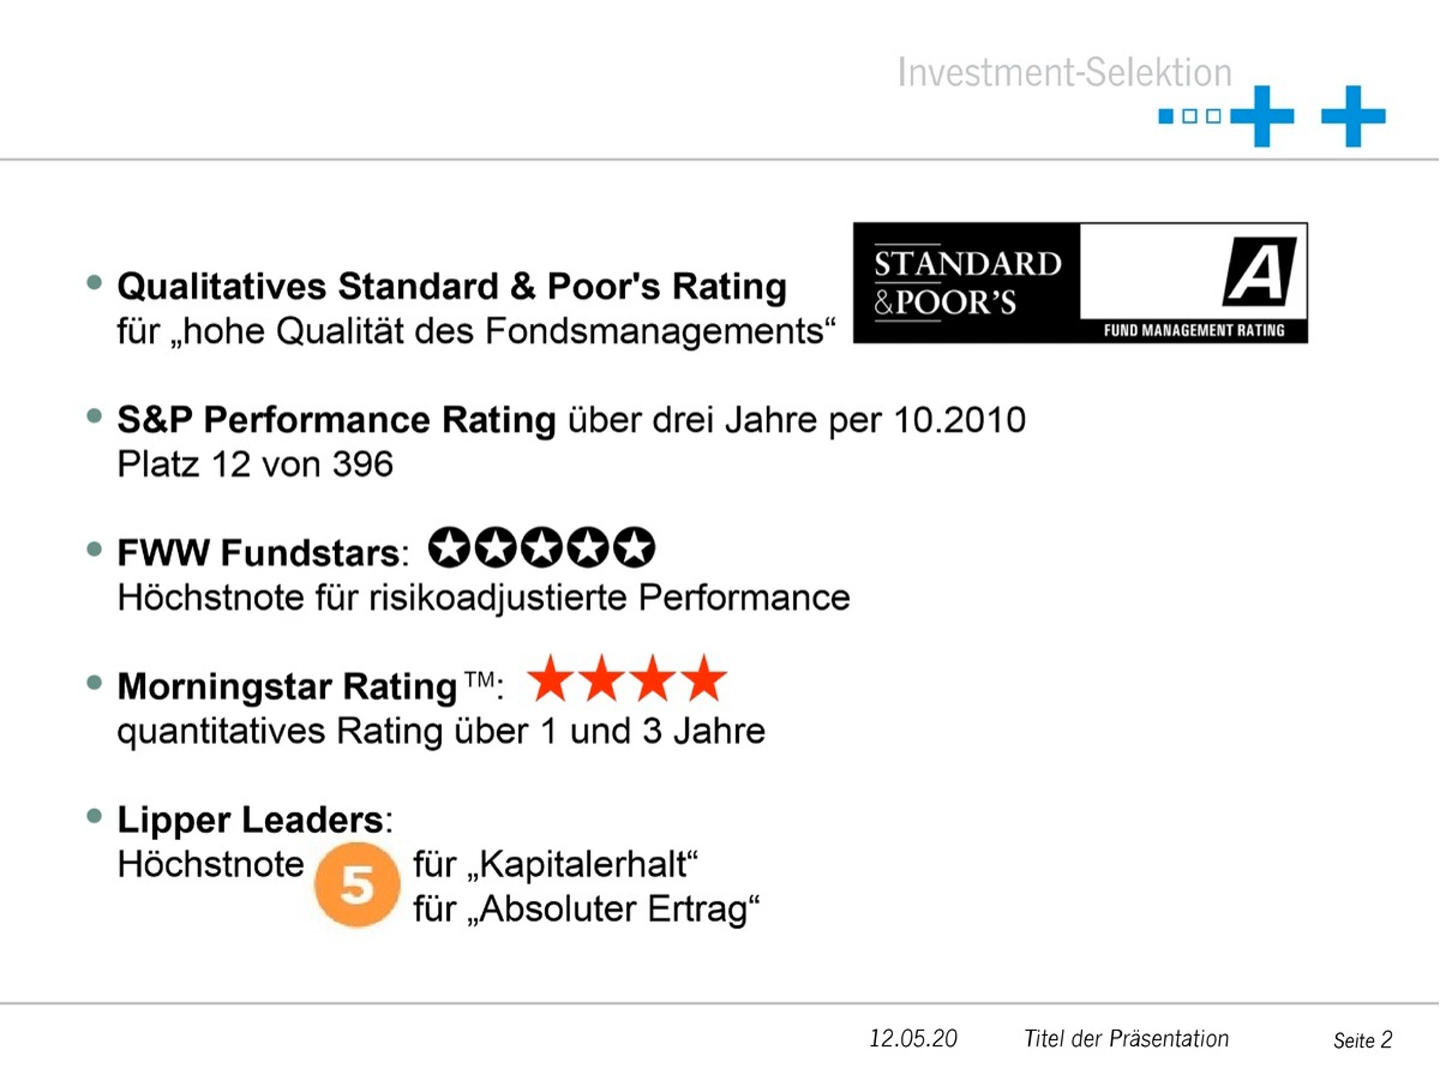 Investment-Selektion
Qualitatives Standard & Poor's Rating
für „hohe Qualität des Fondsmanagements“
STANDARD
&POOR'S
A
FUND MANAGEMENT RATING
S&P Performance Rating über drei Jahre per 10.2010
Platz 12 von 396
FWW Fundstars: ✪✪✪✪✪
Höchstnote für risikoadjustierte Performance
Morningstar Rating™: ★★★★
quantitatives Rating über 1 und 3 Jahre
Lipper Leaders:
Höchstnote 5 für „Kapitalerhalt“
für „Absoluter Ertrag“
12.05.20 Titel der Präsentation Seite 2